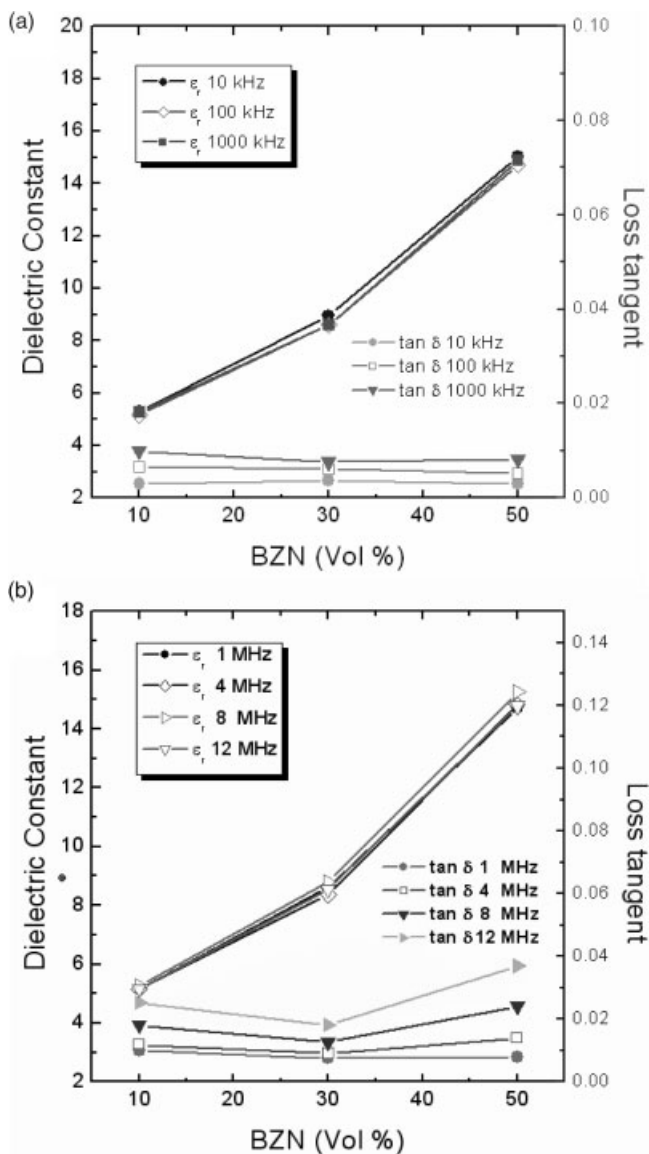 (a)
20
18
16
14
12
10
8
6
4
2
Dielectric Constant
0.10
0.08
0.06
0.04
0.02
0.00
Loss tangent
εr 10 kHz
εr 100 kHz
εr 1000 kHz
tan δ 10 kHz
tan δ 100 kHz
tan δ 1000 kHz
10 20 30 40 50
BZN (Vol %)
(b)
18
16
14
12
10
8
6
4
2
Dielectric Constant
0.14
0.12
0.10
0.08
0.06
0.04
0.02
0.00
Loss tangent
εr 1 MHz
εr 4 MHz
εr 8 MHz
εr 12 MHz
tan δ 1 MHz
tan δ 4 MHz
tan δ 8 MHz
tan δ 12 MHz
10 20 30 40 50
BZN (Vol %)